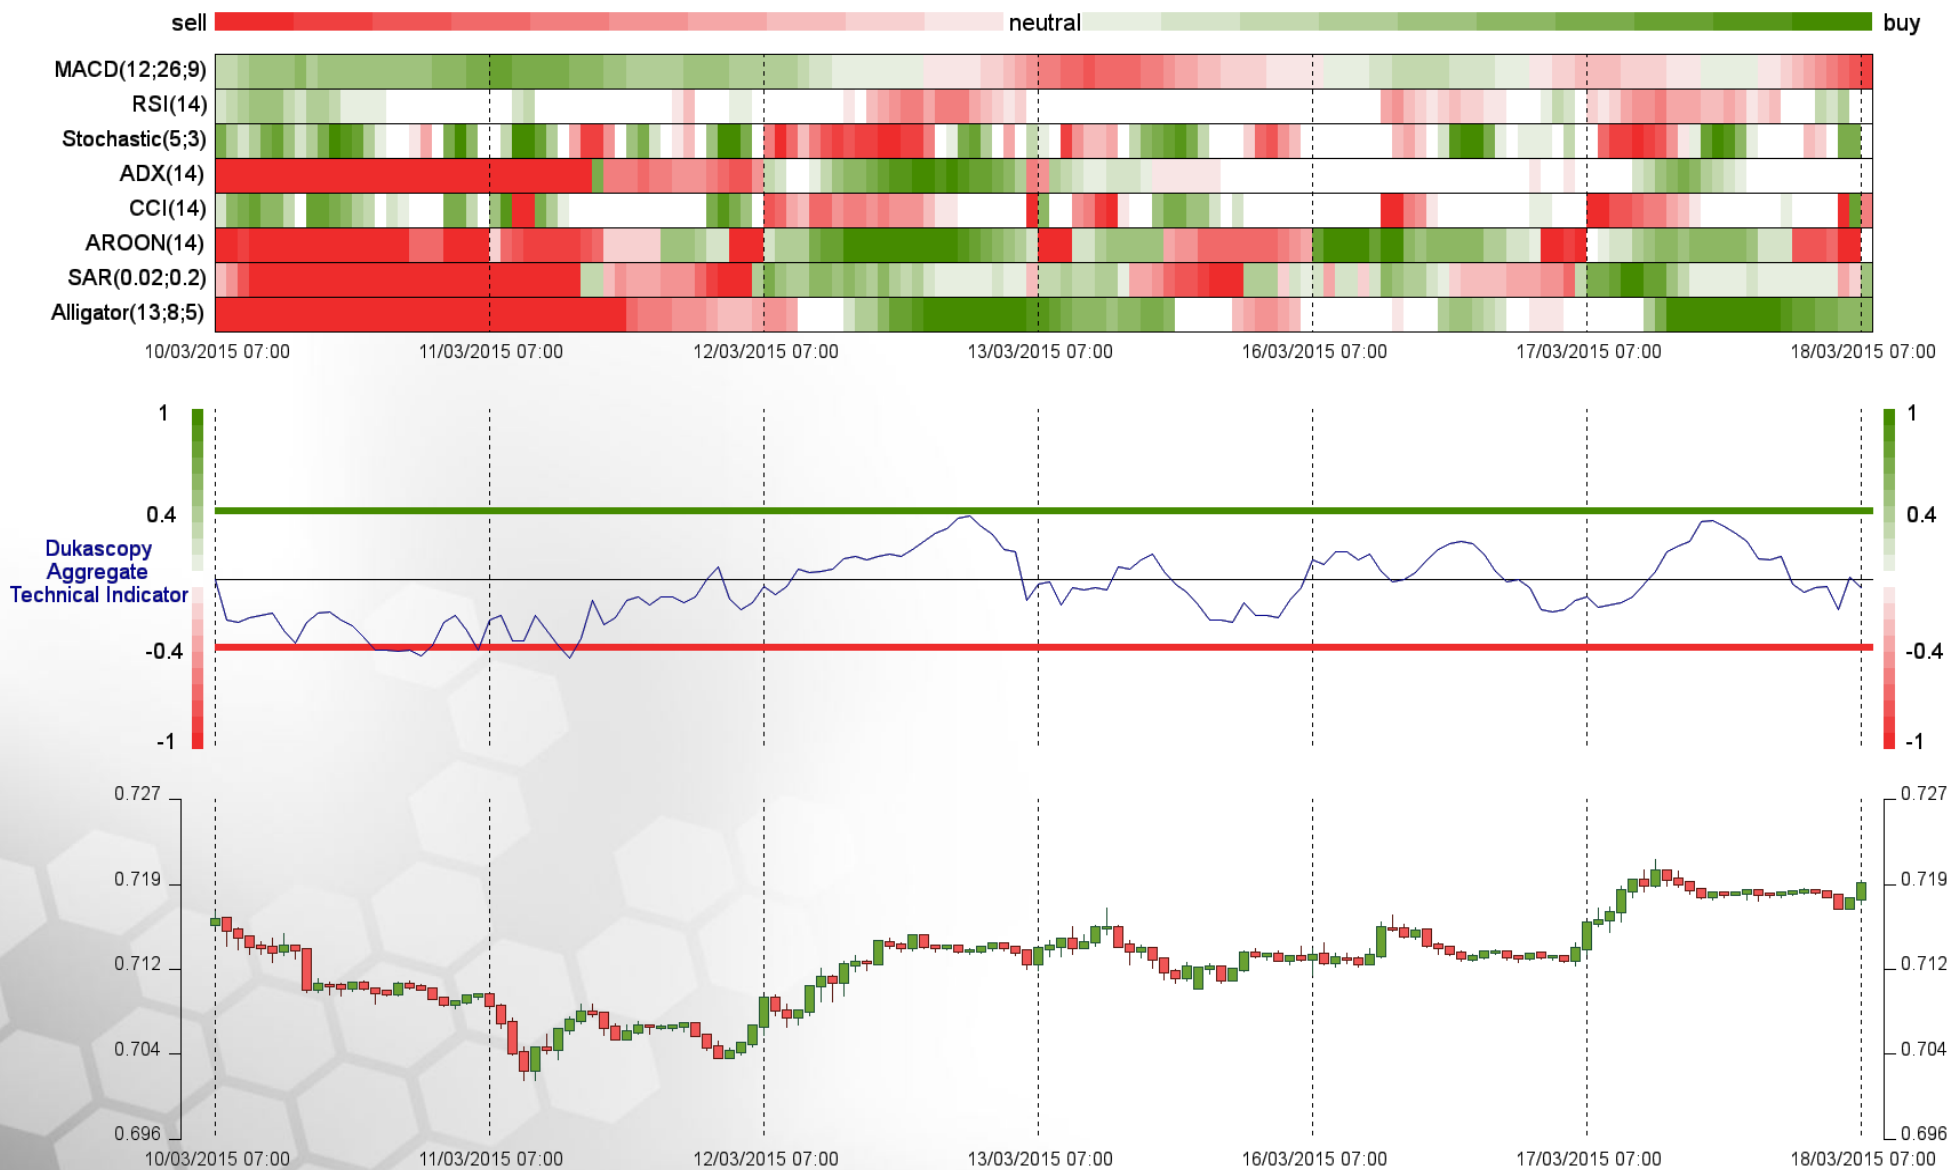 sell neutral buy
MACD(12;26;9)
RSI(14)
Stochastic(5;3)
ADX(14)
CCI(14)
AROON(14)
SAR(0.02;0.2)
Alligator(13;8;5)
10/03/2015 07:00 11/03/2015 07:00 12/03/2015 07:00 13/03/2015 07:00 16/03/2015 07:00 17/03/2015 07:00 18/03/2015 07:00
1 1
0.4 0.4
Dukascopy
Aggregate
Technical Indicator
-0.4 -0.4
-1 -1
0.727 0.727
0.719 0.719
0.712 0.712
0.704 0.704
0.696 0.696
10/03/2015 07:00 11/03/2015 07:00 12/03/2015 07:00 13/03/2015 07:00 16/03/2015 07:00 17/03/2015 07:00 18/03/2015 07:00